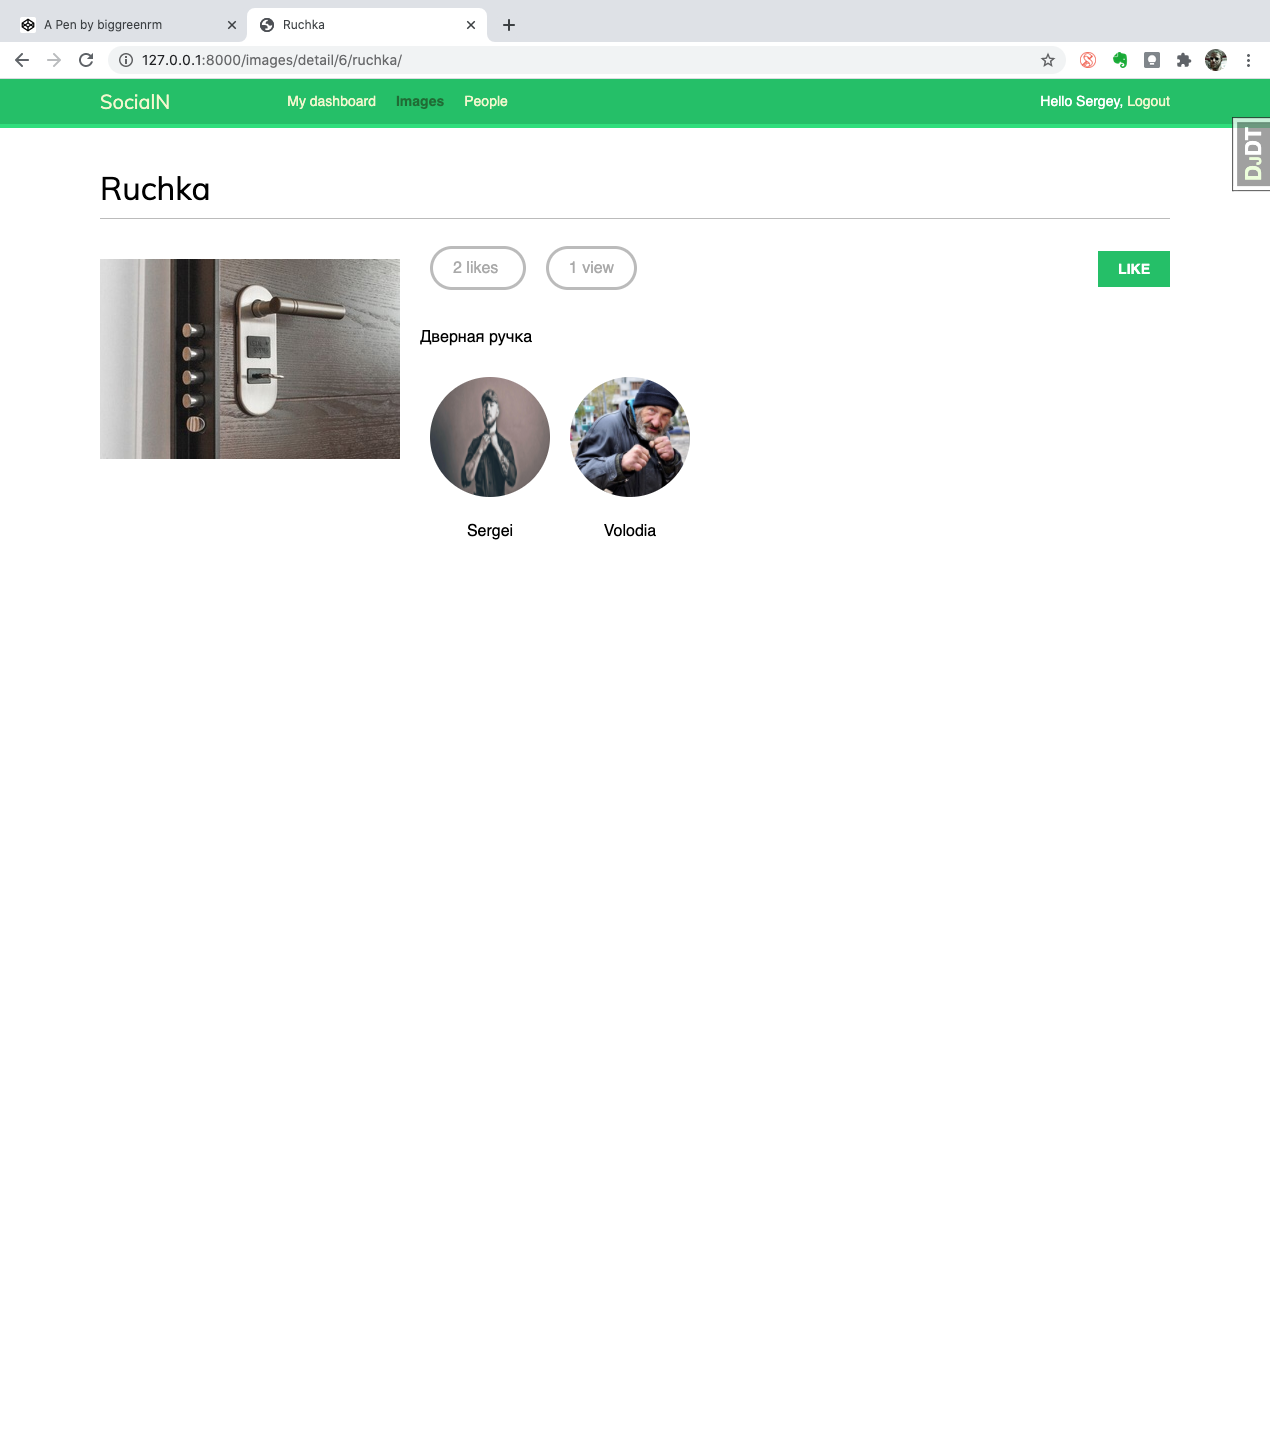 A Pen by biggreenrm
Ruchka
127.0.0.1:8000/images/detail/6/ruchka/
SocialN
My dashboard
Images
People
Hello Sergey, Logout
DJDT
Ruchka
2 likes
1 view
LIKE
Дверная ручка
Sergei
Volodia